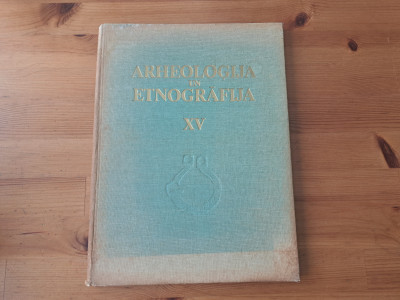 ARHEOLOĢIJA
UN
ETNOGRĀFIJA
XV